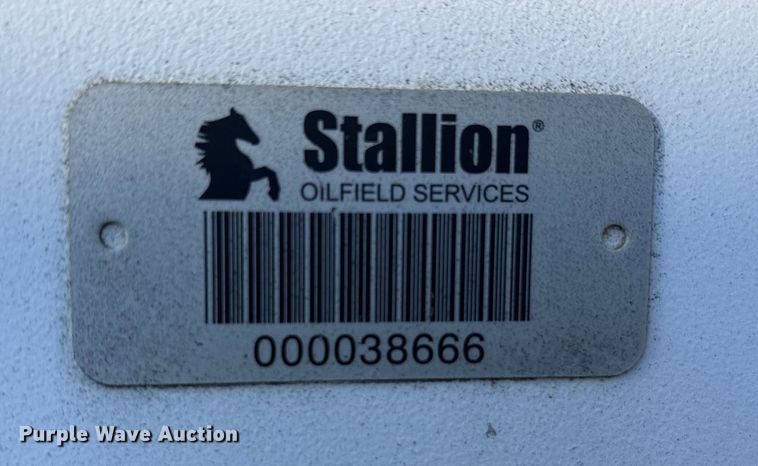 Stallion®
OILFIELD SERVICES
000038666
Purple Wave Auction